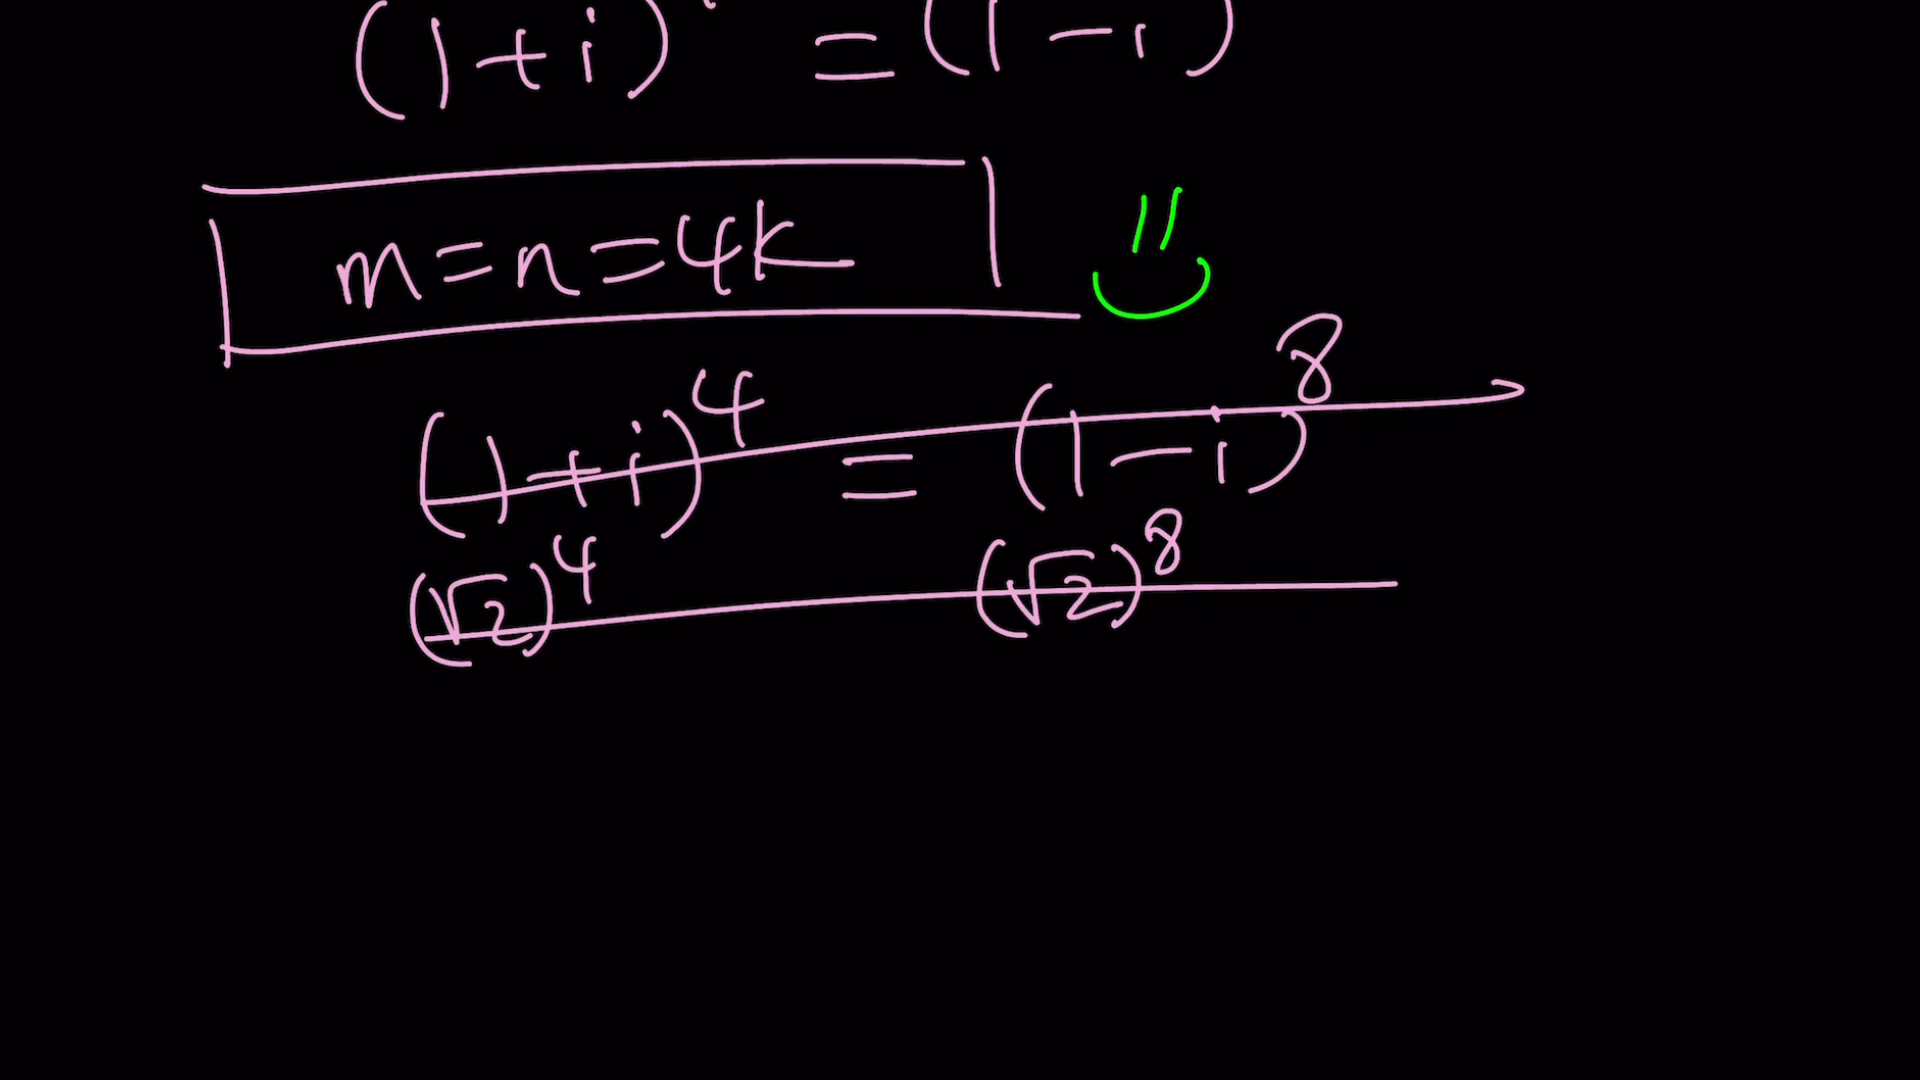 (1+i) = (1-i)
m=n=4k
(1+i)^4 = (1-i)^8
(√2)^4 (√2)^8